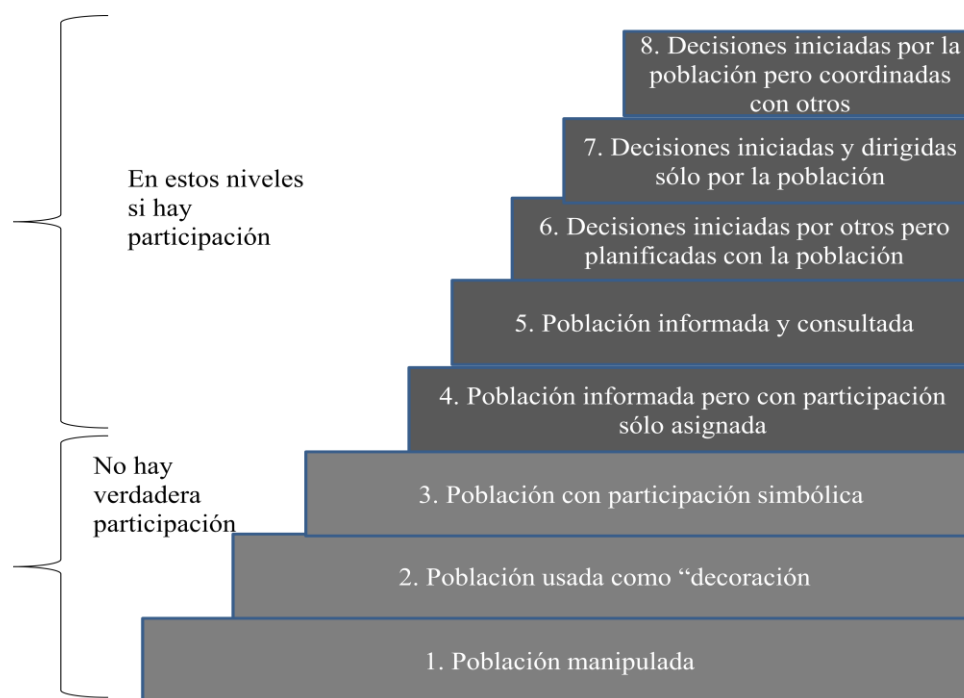 8. Decisiones iniciadas por la
población pero coordinadas
con otros
7. Decisiones iniciadas y dirigidas
sólo por la población
En estos niveles
si hay
participación
6. Decisiones iniciadas por otros pero
planificadas con la población
5. Población informada y consultada
4. Población informada pero con participación
sólo asignada
No hay
verdadera
participación
3. Población con participación simbólica
2. Población usada como “decoración
1. Población manipulada